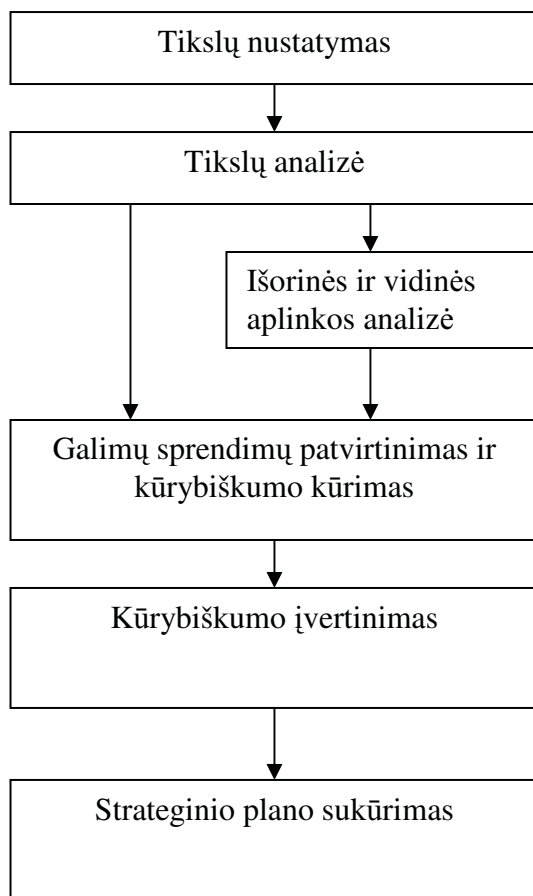 Tikslų nustatymas
Tikslų analizė
Išorinės ir vidinės
aplinkos analizė
Galimų sprendimų patvirtinimas ir
kūrybiškumo kūrimas
Kūrybiškumo įvertinimas
Strateginio plano sukūrimas